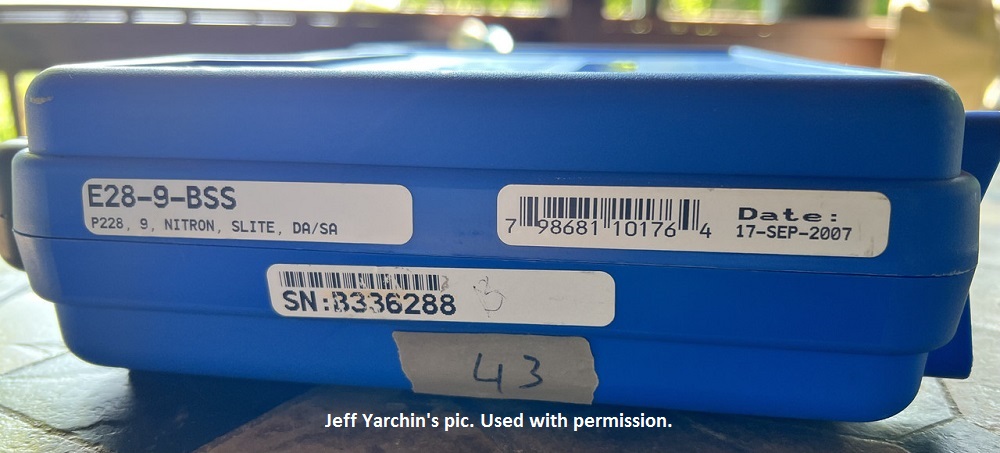 E28-9-BSS
P228, 9, NITRON, SLITE, DA/SA
7 98681 10176 4
Date:
17-SEP-2007
SN:B336288
43
Jeff Yarchin's pic. Used with permission.